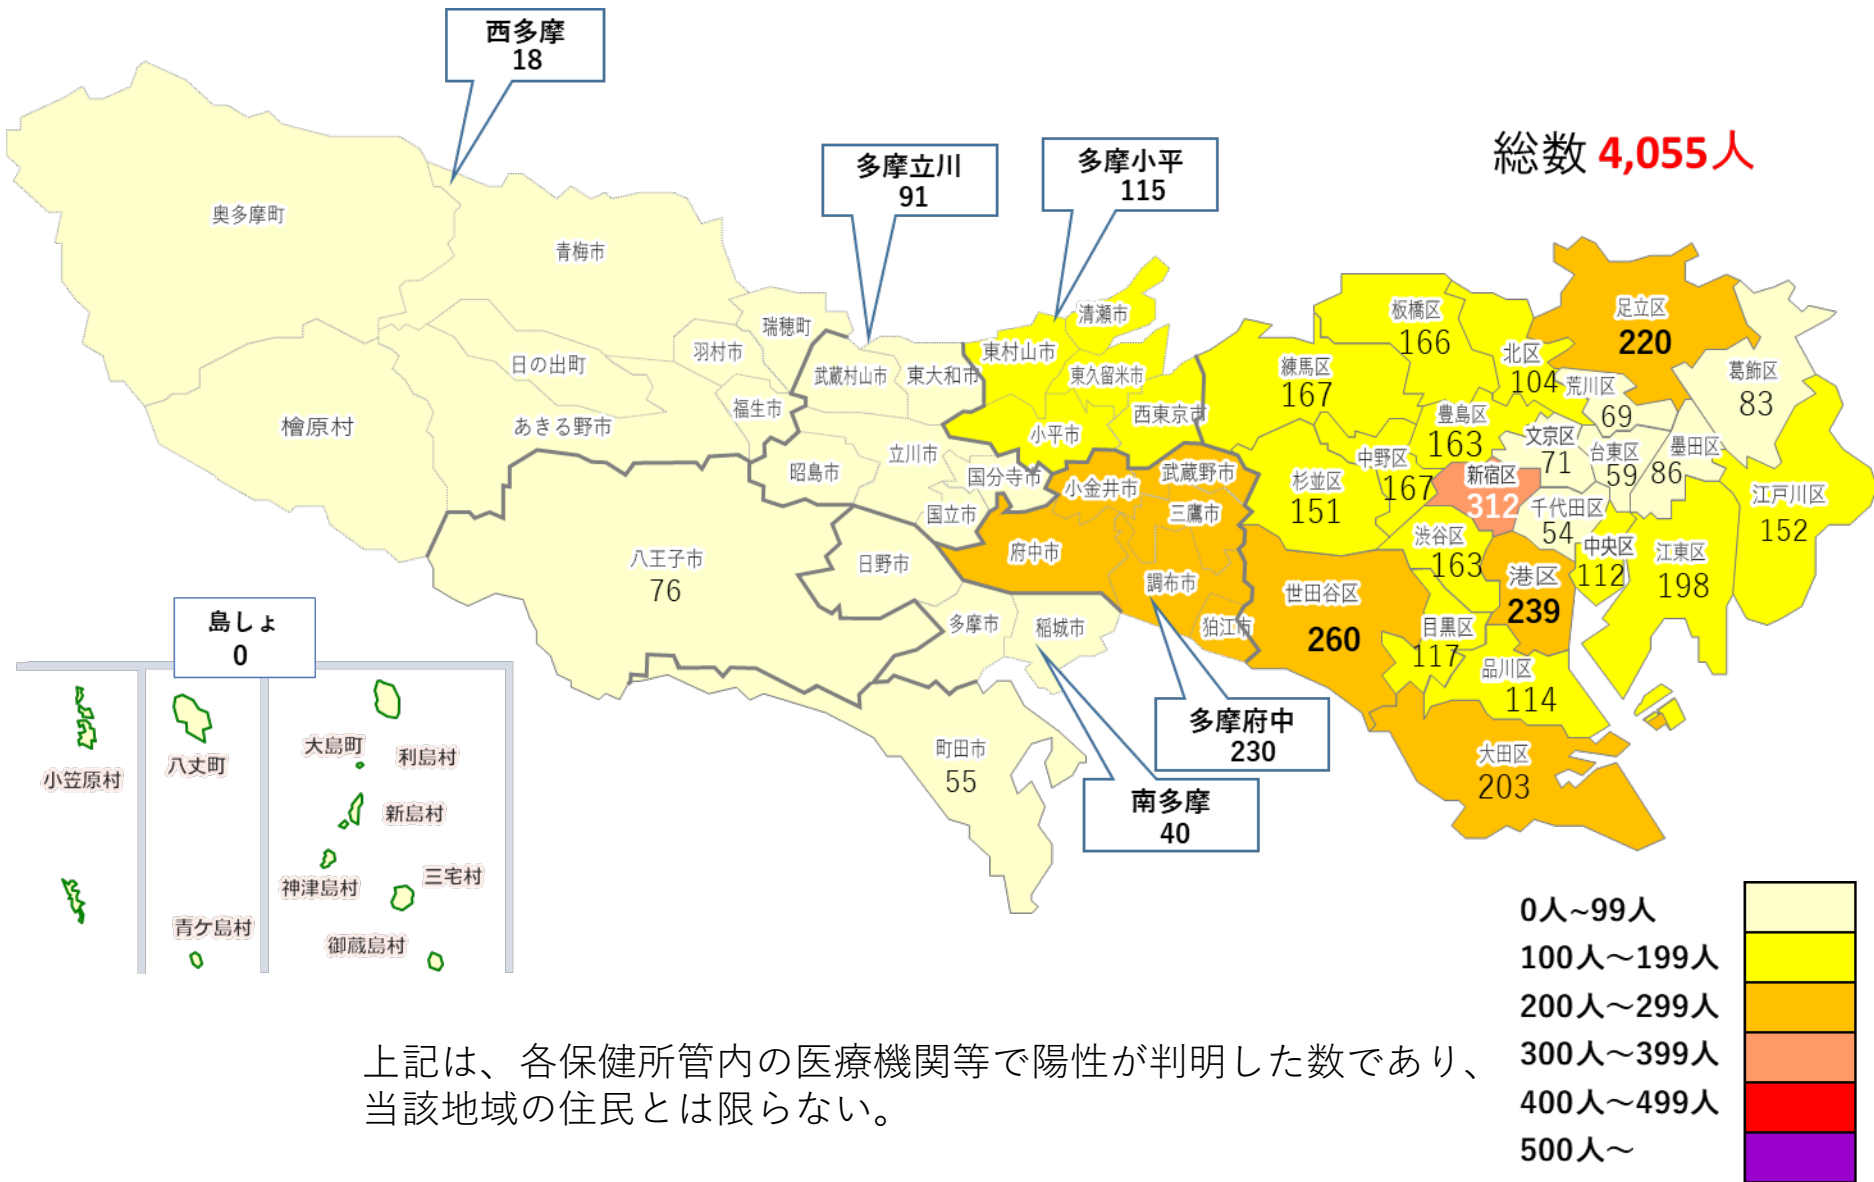 西多摩
18
多摩立川
91
多摩小平
115
総数 4,055人
奥多摩町
青梅市
瑞穂町
羽村市
日の出町
福生市
あきる野市
檜原村
武蔵村山市
東大和市
東村山市
清瀬市
東久留米市
西東京市
小平市
昭島市
立川市
国分寺市
国立市
小金井市
武蔵野市
三鷹市
府中市
調布市
狛江市
八王子市
76
日野市
多摩市
稲城市
町田市
55
多摩府中
230
南多摩
40
板橋区
166
練馬区
167
北区
104
足立区
220
葛飾区
83
荒川区
69
豊島区
163
文京区
71
台東区
59
墨田区
86
中野区
167
杉並区
151
新宿区
312
千代田区
54
江戸川区
152
渋谷区
163
中央区
112
江東区
198
港区
239
世田谷区
260
目黒区
117
品川区
114
大田区
203
島しょ
0
小笠原村
八丈町
青ケ島村
大島町
利島村
新島村
神津島村
三宅村
御蔵島村
0人~99人
100人～199人
200人～299人
300人～399人
400人～499人
500人～
上記は、各保健所管内の医療機関等で陽性が判明した数であり、
当該地域の住民とは限らない。